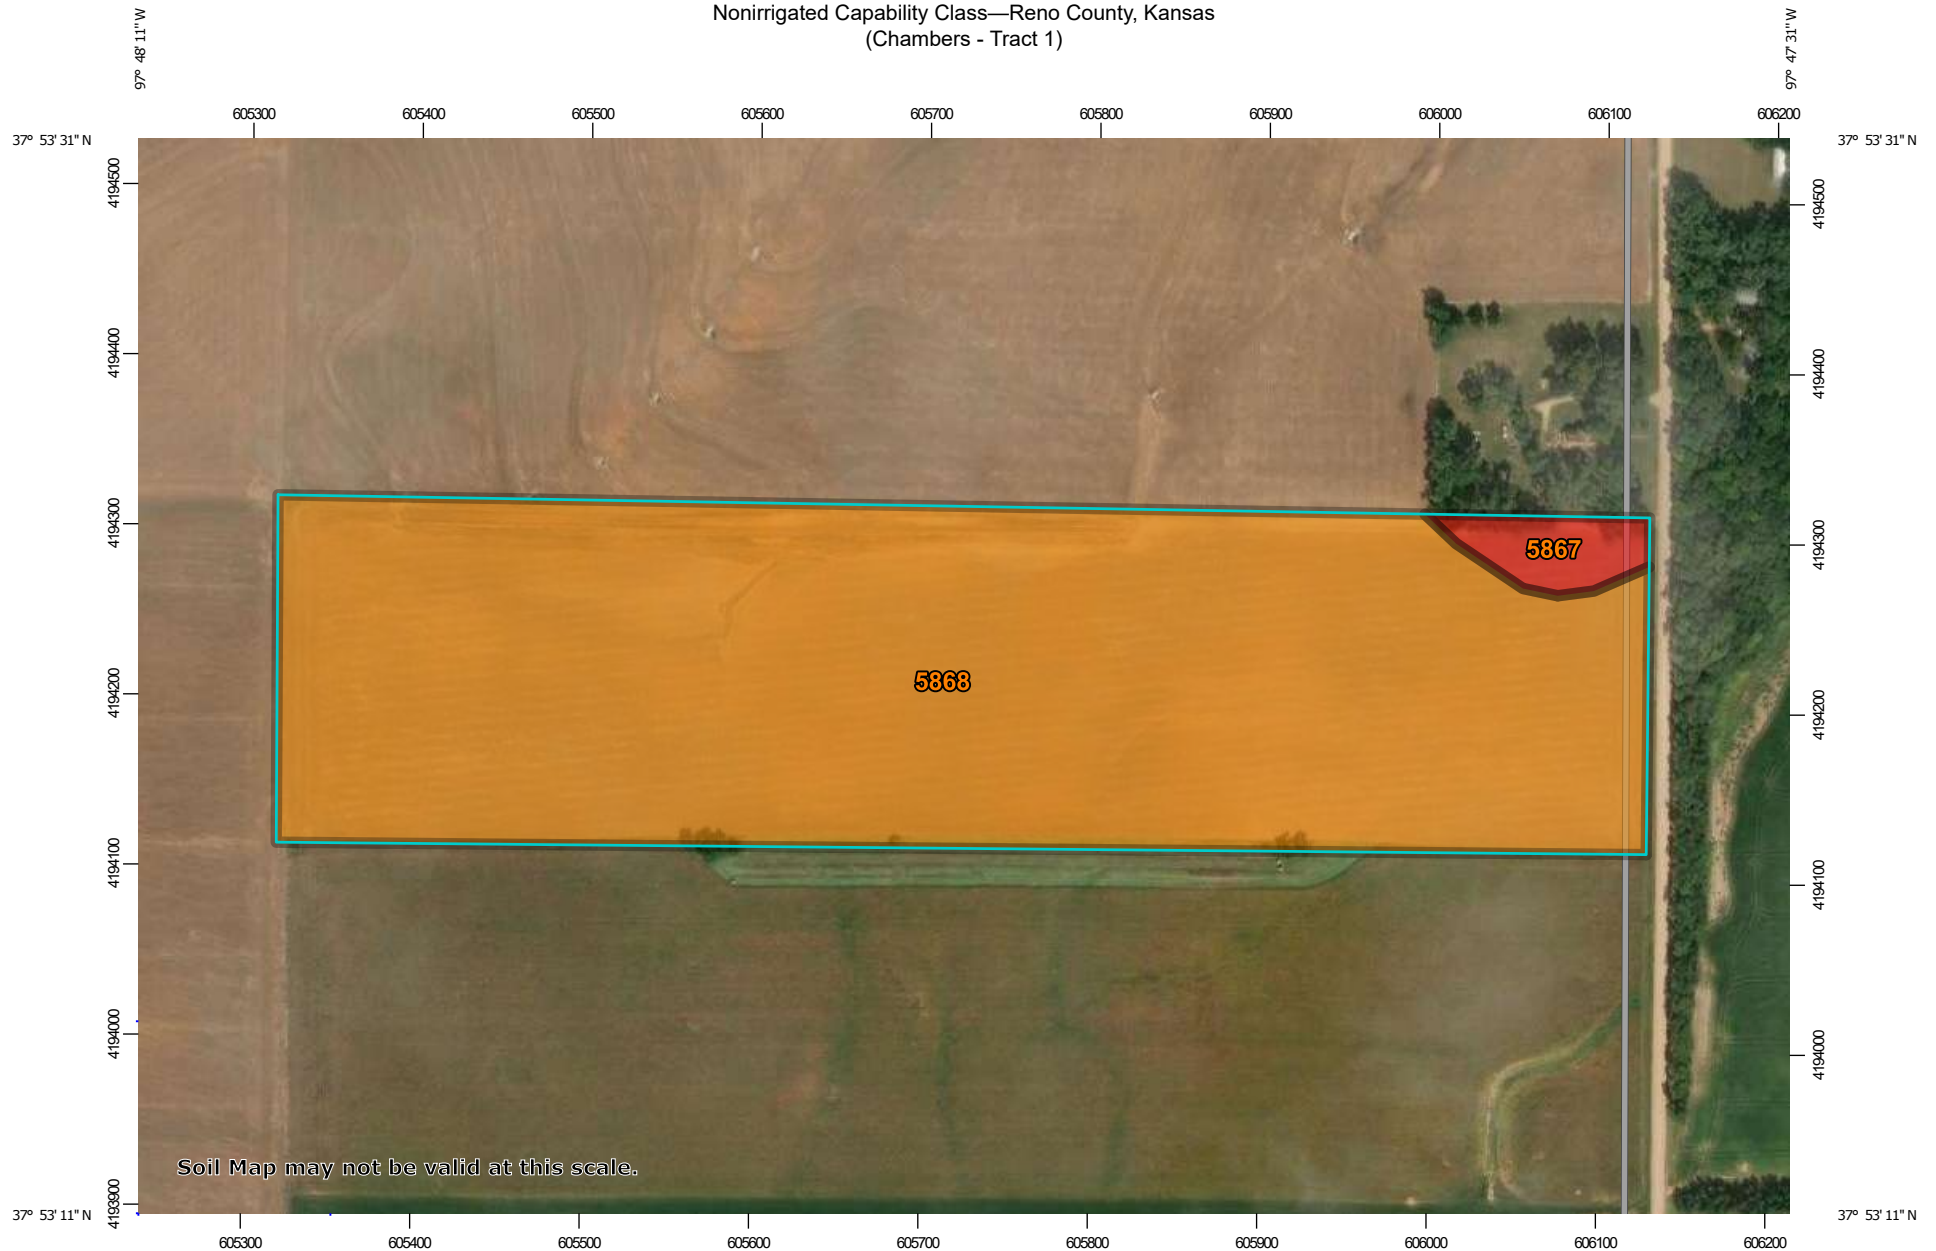 Nonirrigated Capability Class—Reno County, Kansas
(Chambers - Tract 1)
97° 48' 11" W
97° 47' 31" W
605300 605400 605500 605600 605700 605800 605900 606000 606100 606200
37° 53' 31" N
37° 53' 31" N
4194500
4194500
4194400
4194400
4194300
4194300
5867
4194200
4194200
5868
4194100
4194100
4194000
4194000
Soil Map may not be valid at this scale.
4193900
37° 53' 11" N
37° 53' 11" N
605300 605400 605500 605600 605700 605800 605900 606000 606100 606200